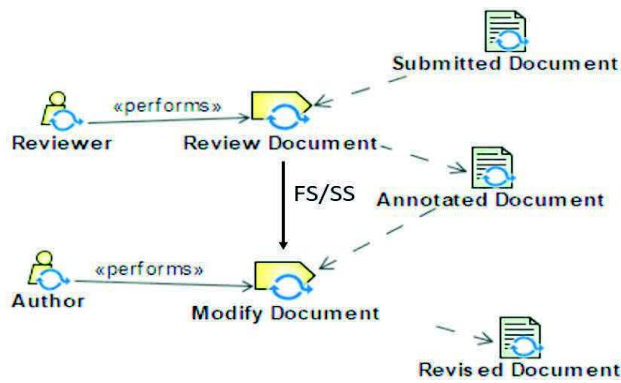 Submitted Document
«performs»
Reviewer
Review Document
FS/SS
Annotated Document
«performs»
Author
Modify Document
Revised Document